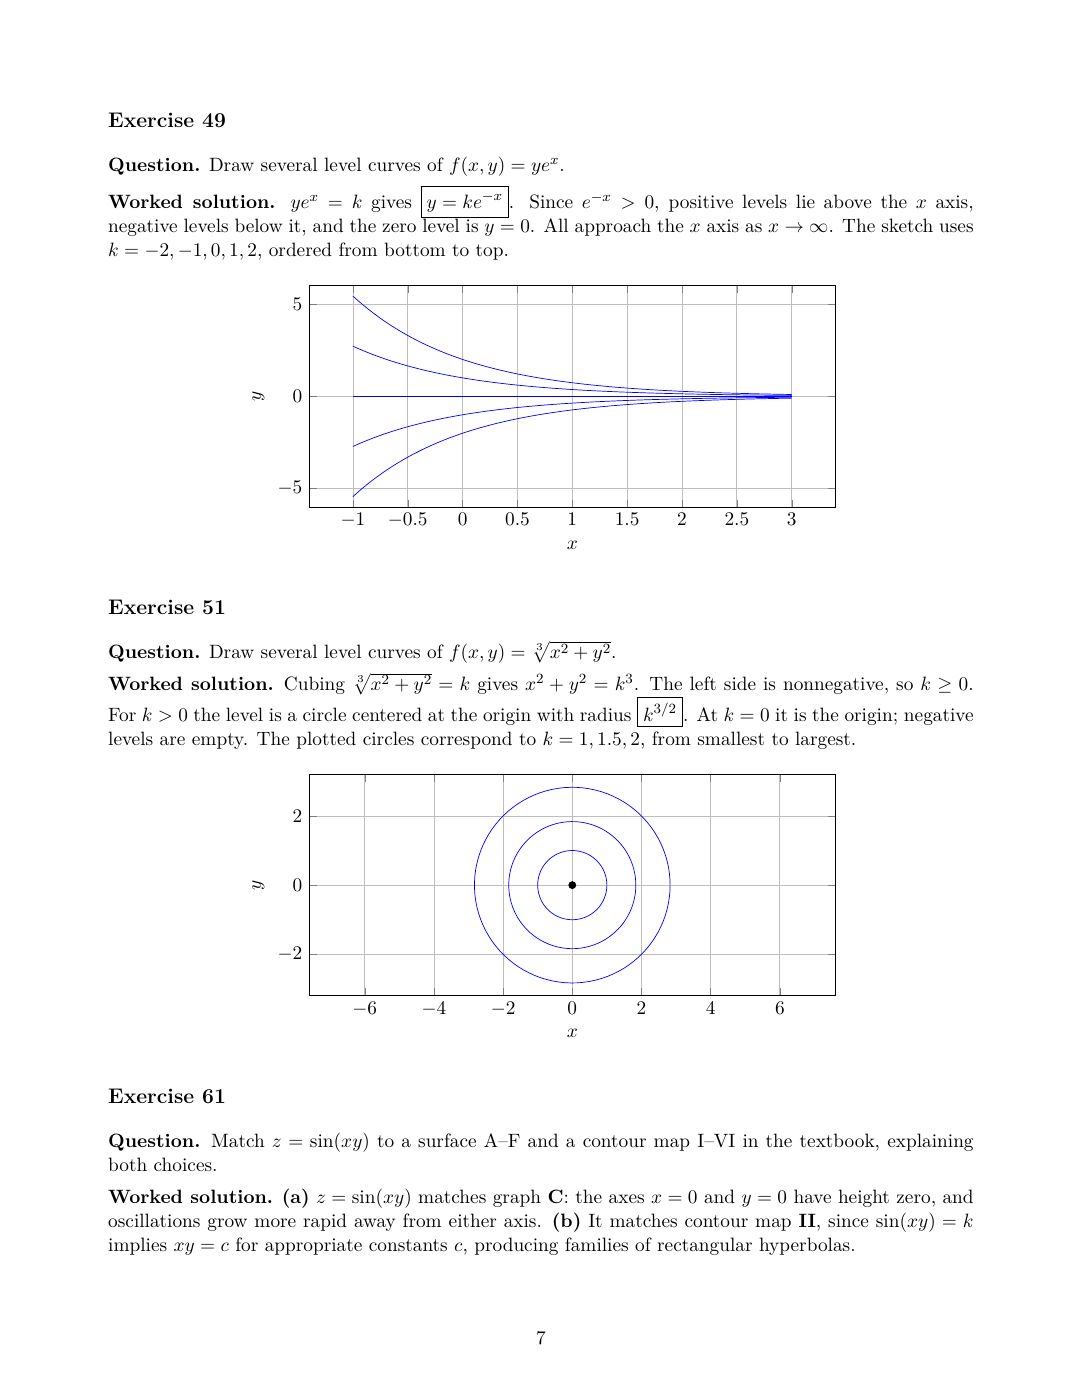 Exercise 49
Question. Draw several level curves of f(x, y) = yeˣ.
Worked solution. yeˣ = k gives y = ke⁻ˣ. Since e⁻ˣ > 0, positive levels lie above the x axis,
negative levels below it, and the zero level is y = 0. All approach the x axis as x → ∞. The sketch uses
k = −2, −1, 0, 1, 2, ordered from bottom to top.
5
0
−5
y
−1 −0.5 0 0.5 1 1.5 2 2.5 3
x
Exercise 51
Question. Draw several level curves of f(x, y) = ∛(x² + y²).
Worked solution. Cubing ∛(x² + y²) = k gives x² + y² = k³. The left side is nonnegative, so k ≥ 0.
For k > 0 the level is a circle centered at the origin with radius k^{3/2}. At k = 0 it is the origin; negative
levels are empty. The plotted circles correspond to k = 1, 1.5, 2, from smallest to largest.
2
0
−2
y
−6 −4 −2 0 2 4 6
x
Exercise 61
Question. Match z = sin(xy) to a surface A–F and a contour map I–VI in the textbook, explaining
both choices.
Worked solution. (a) z = sin(xy) matches graph C: the axes x = 0 and y = 0 have height zero, and
oscillations grow more rapid away from either axis. (b) It matches contour map II, since sin(xy) = k
implies xy = c for appropriate constants c, producing families of rectangular hyperbolas.
7